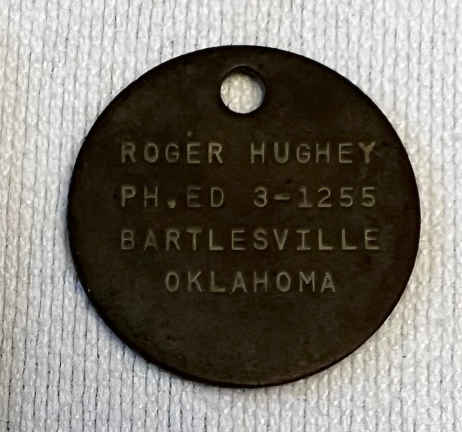 ROGER HUGHEY
PH.ED 3-1255
BARTLESVILLE
OKLAHOMA